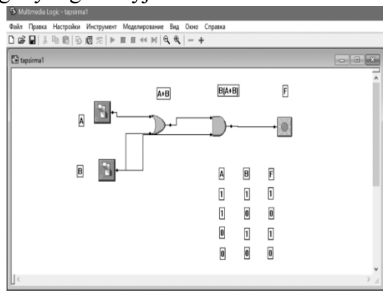 Multimedia Logic - tapsirma1
Файл Правка Настройки Инструмент Моделирование Вид Окно Справка
tapsirma1
A+B B(A+B) F
A
B
A B F
1 1 1
1 0 0
0 1 1
0 0 0